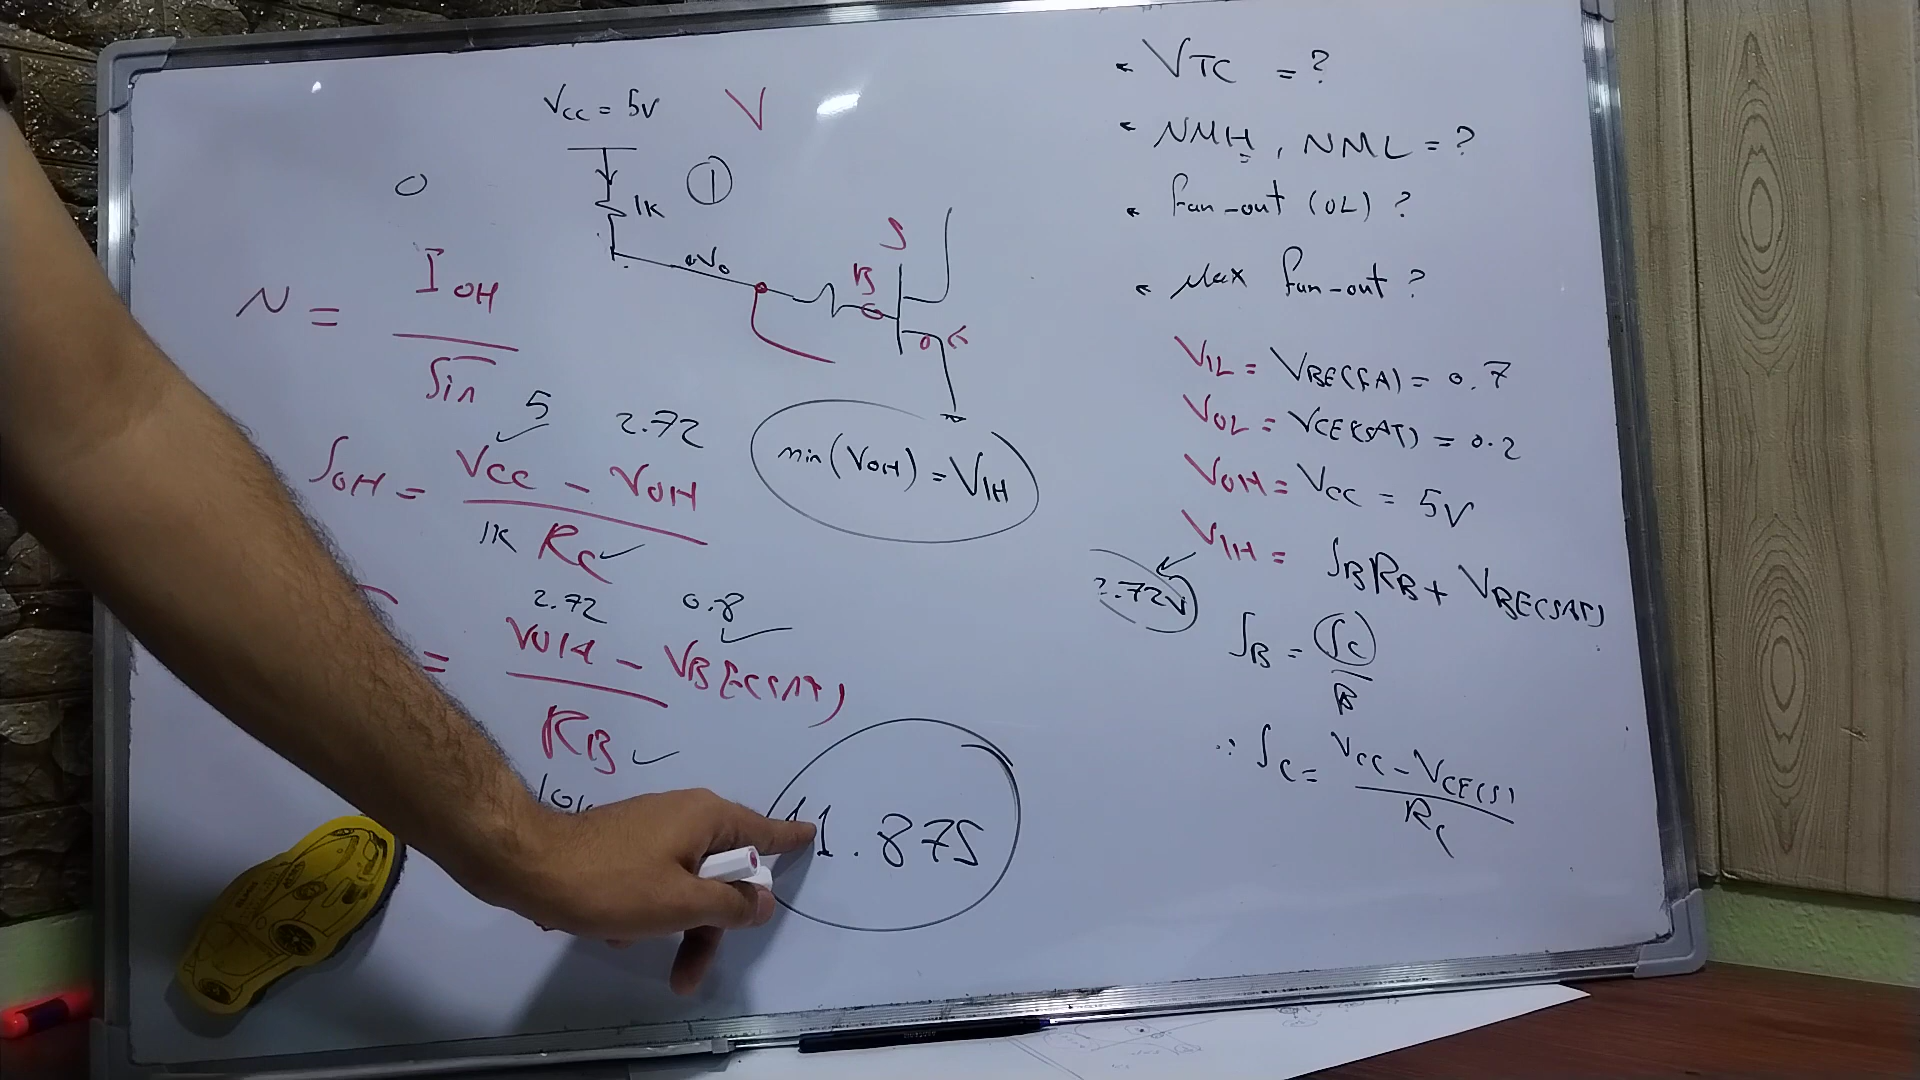 VCC = 5V V
1
1K
0
Vo
S
B
N = IOH / Iin
5 2.72
IOH = VCC - VOH / RC
1K
min (VOH) = VIH
2.72 0.8
= VOH - VBE(SAT) / RB
10K
11.875
VTC = ?
NMH, NML = ?
fan-out (OL) ?
Max fan-out ?
VIL = VBE(FA) = 0.7
VOL = VCE(SAT) = 0.2
VOH = VCC = 5V
VIH = IBRB + VBE(SAT)
2.72V
IB = IC / B
∵ IC = VCC - VCE(S) / RC